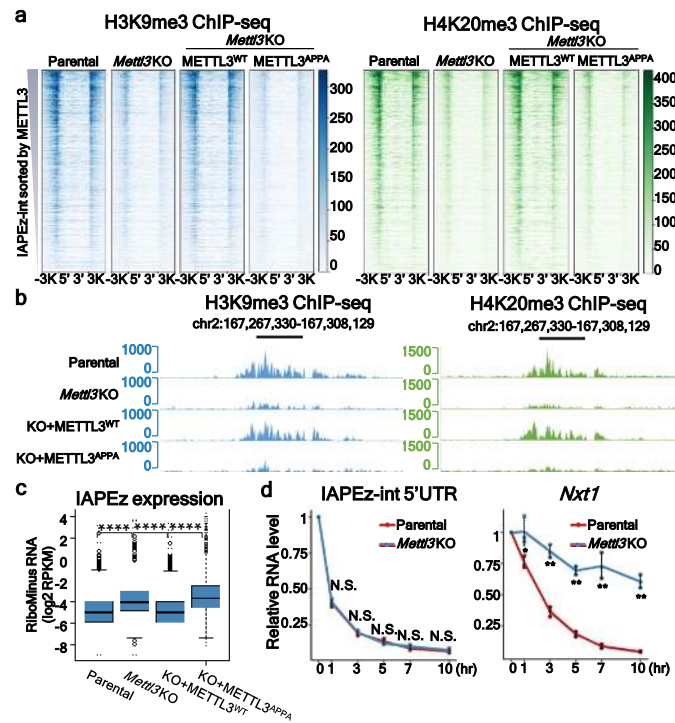 a
H3K9me3 ChIP-seq
H4K20me3 ChIP-seq
Mettl3KO
Mettl3KO
Parental Mettl3KO METTL3WT METTL3APPA
Parental Mettl3KO METTL3WT METTL3APPA
IAPEz-int sorted by METTL3
300
250
200
150
100
50
0
400
350
300
250
200
150
100
50
0
-3K 5' 3' 3K 5' 3' 3K 5' 3' 3K 5' 3' 3K
-3K 5' 3' 3K 5' 3' 3K 5' 3' 3K 5' 3' 3K
b
H3K9me3 ChIP-seq
H4K20me3 ChIP-seq
chr2:167,267,330-167,308,129
chr2:167,267,330-167,308,129
Parental
1000
0
1500
0
Mettl3KO
1000
0
1500
0
KO+METTL3WT
1000
0
1500
0
KO+METTL3APPA
1000
0
1500
0
c
IAPEz expression
RiboMinus RNA
(log2 RPKM)
4
2
0
-2
-4
-6
-8
**** **** ****
Parental
Mettl3KO
KO+METTL3WT
KO+METTL3APPA
d
IAPEz-int 5'UTR
Nxt1
Relative RNA level
Parental
Mettl3KO
1
0.75
0.5
0.25
N.S.
N.S.
N.S.
N.S.
N.S.
0 1 3 5 7 10 (hr)
Parental
Mettl3KO
1
0.75
0.5
0.25
*
**
**
**
**
0 1 3 5 7 10 (hr)